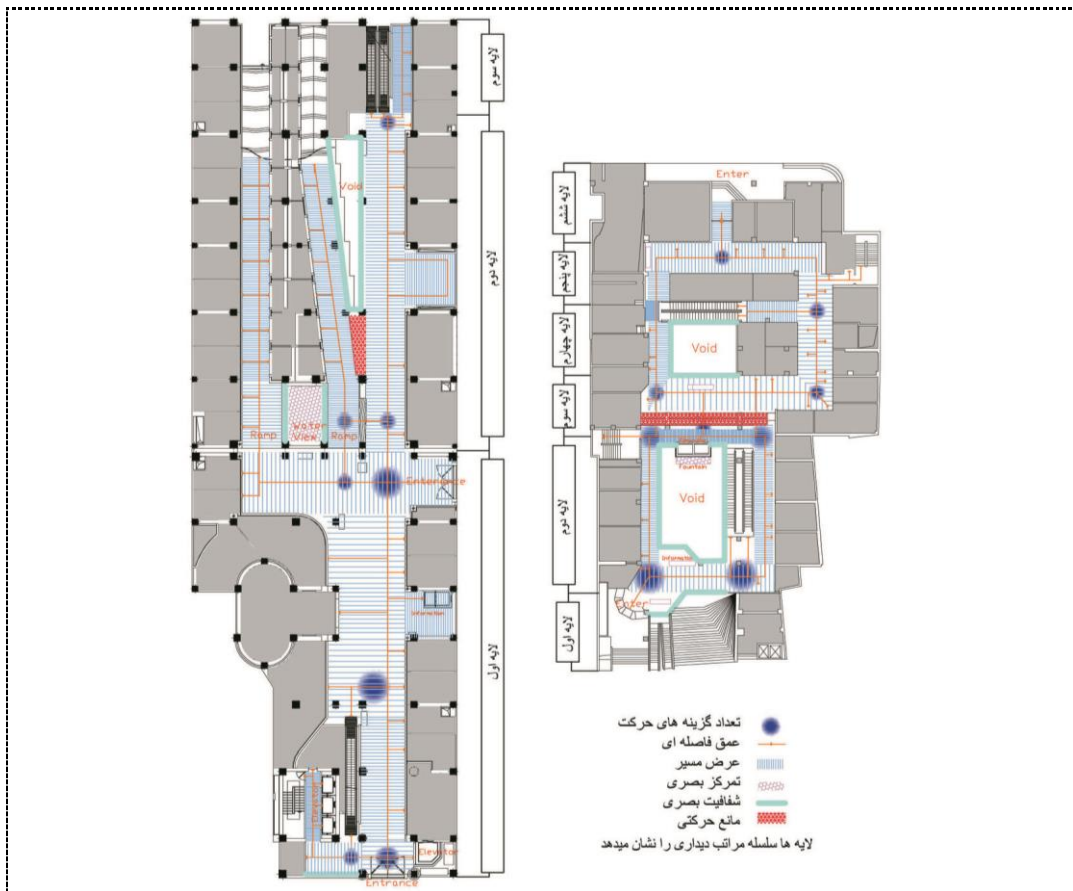 لایه سوم
لایه دوم
لایه اول
Void
Water
View
Ramp
Ramp
Enterance
Information
Elevator
Elevator
Entrance
لایه ششم
لایه پنجم
لایه چهارم
لایه سوم
لایه دوم
لایه اول
Enter
Void
Fountain
Void
Information
Enter
تعداد گزینه های حرکت
عمق فاصله ای
عرض مسیر
تمرکز بصری
شفافیت بصری
مانع حرکتی
لایه ها سلسله مراتب دیداری را نشان میدهد